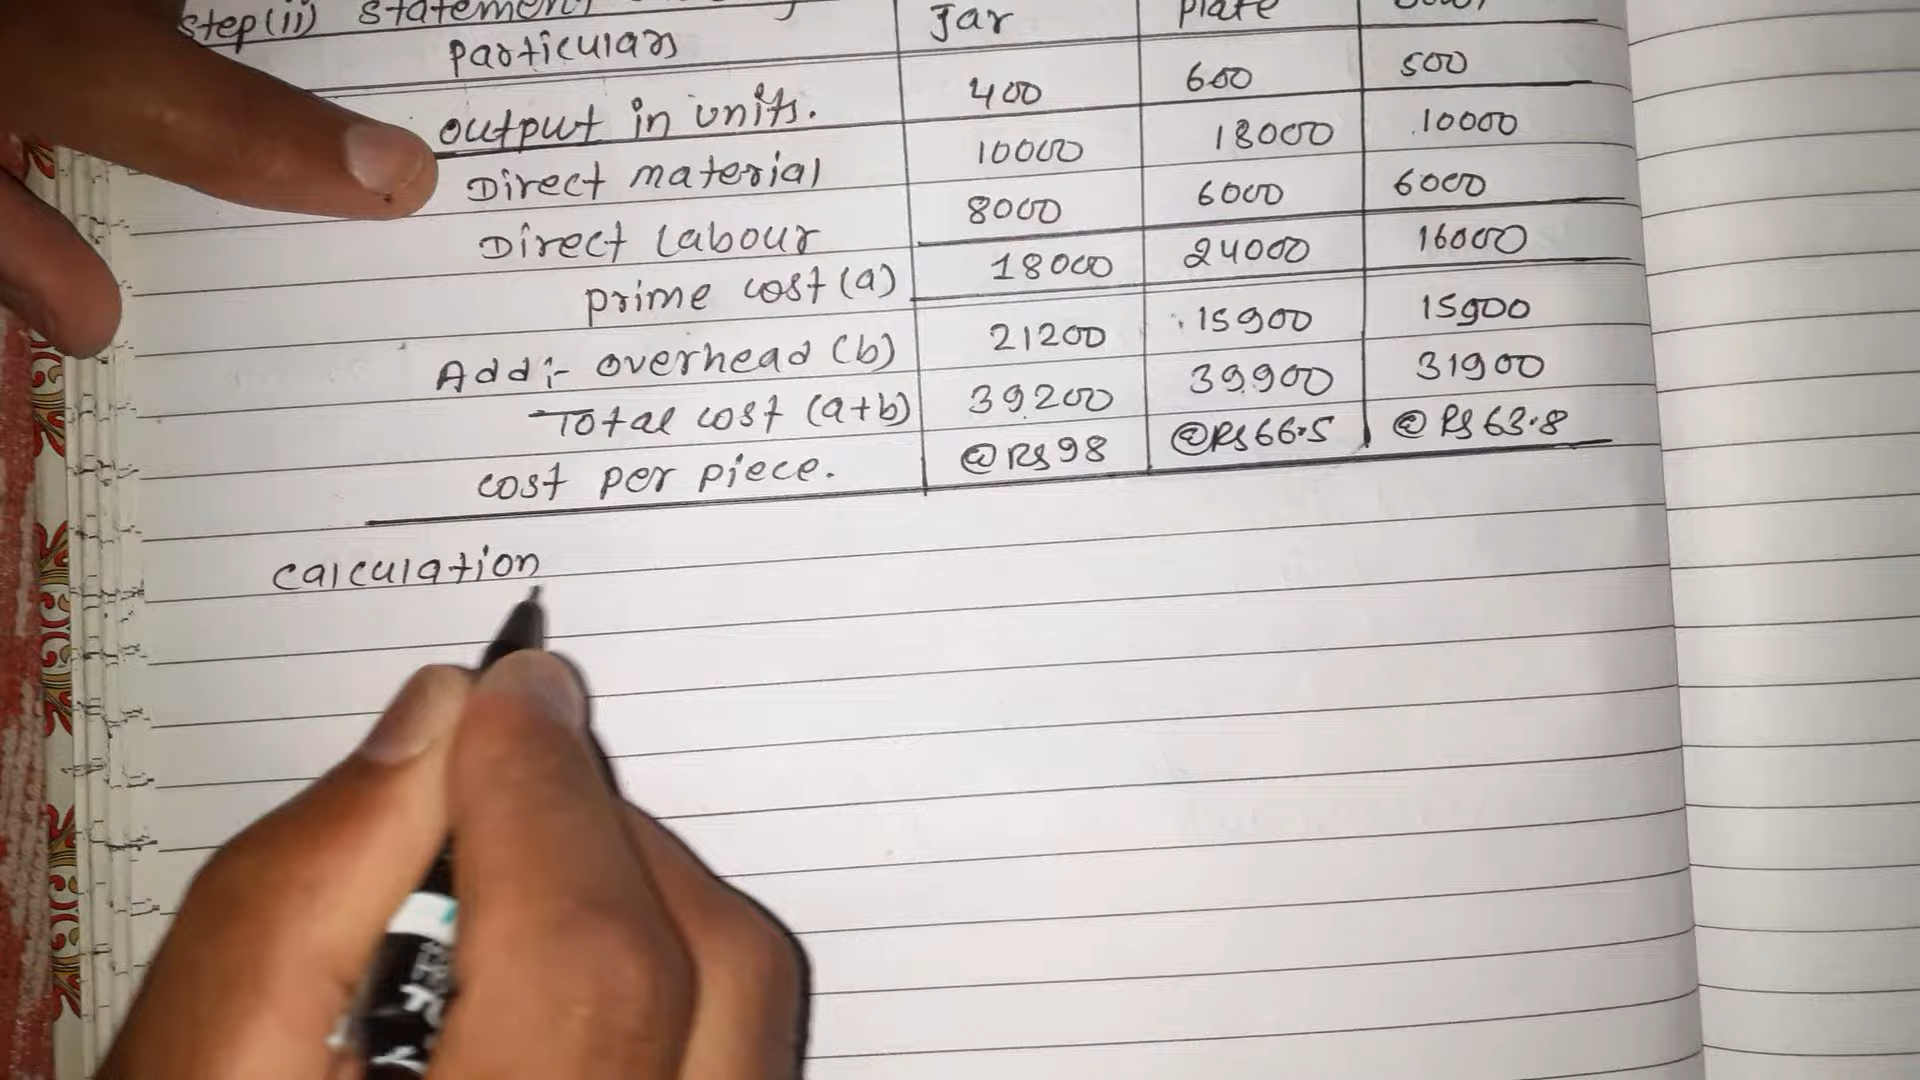 Step(ii) Statement
Particulars Jar Plate
output in units. 400 600 500
Direct material 10000 18000 10000
Direct Labour 8000 6000 6000
prime cost (a) 18000 24000 16000
Add:- overhead (b) 21200 15900 15900
Total cost (a+b) 39200 39900 31900
cost per piece. @Rs98 @Rs66.5 @Rs63.8
calculation